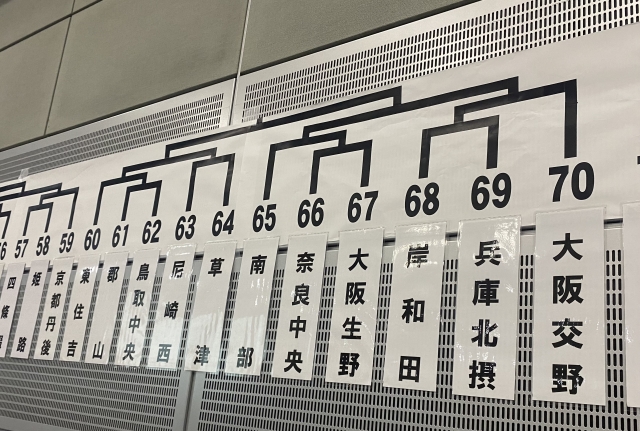 57
58
59
60
61
62
63
64
65
66
67
68
69
70
姫路
京都丹後
東住吉
郡山
鳥取中央
尼崎西
草津
南部
奈良中央
大阪生野
岸和田
兵庫北摂
大阪交野